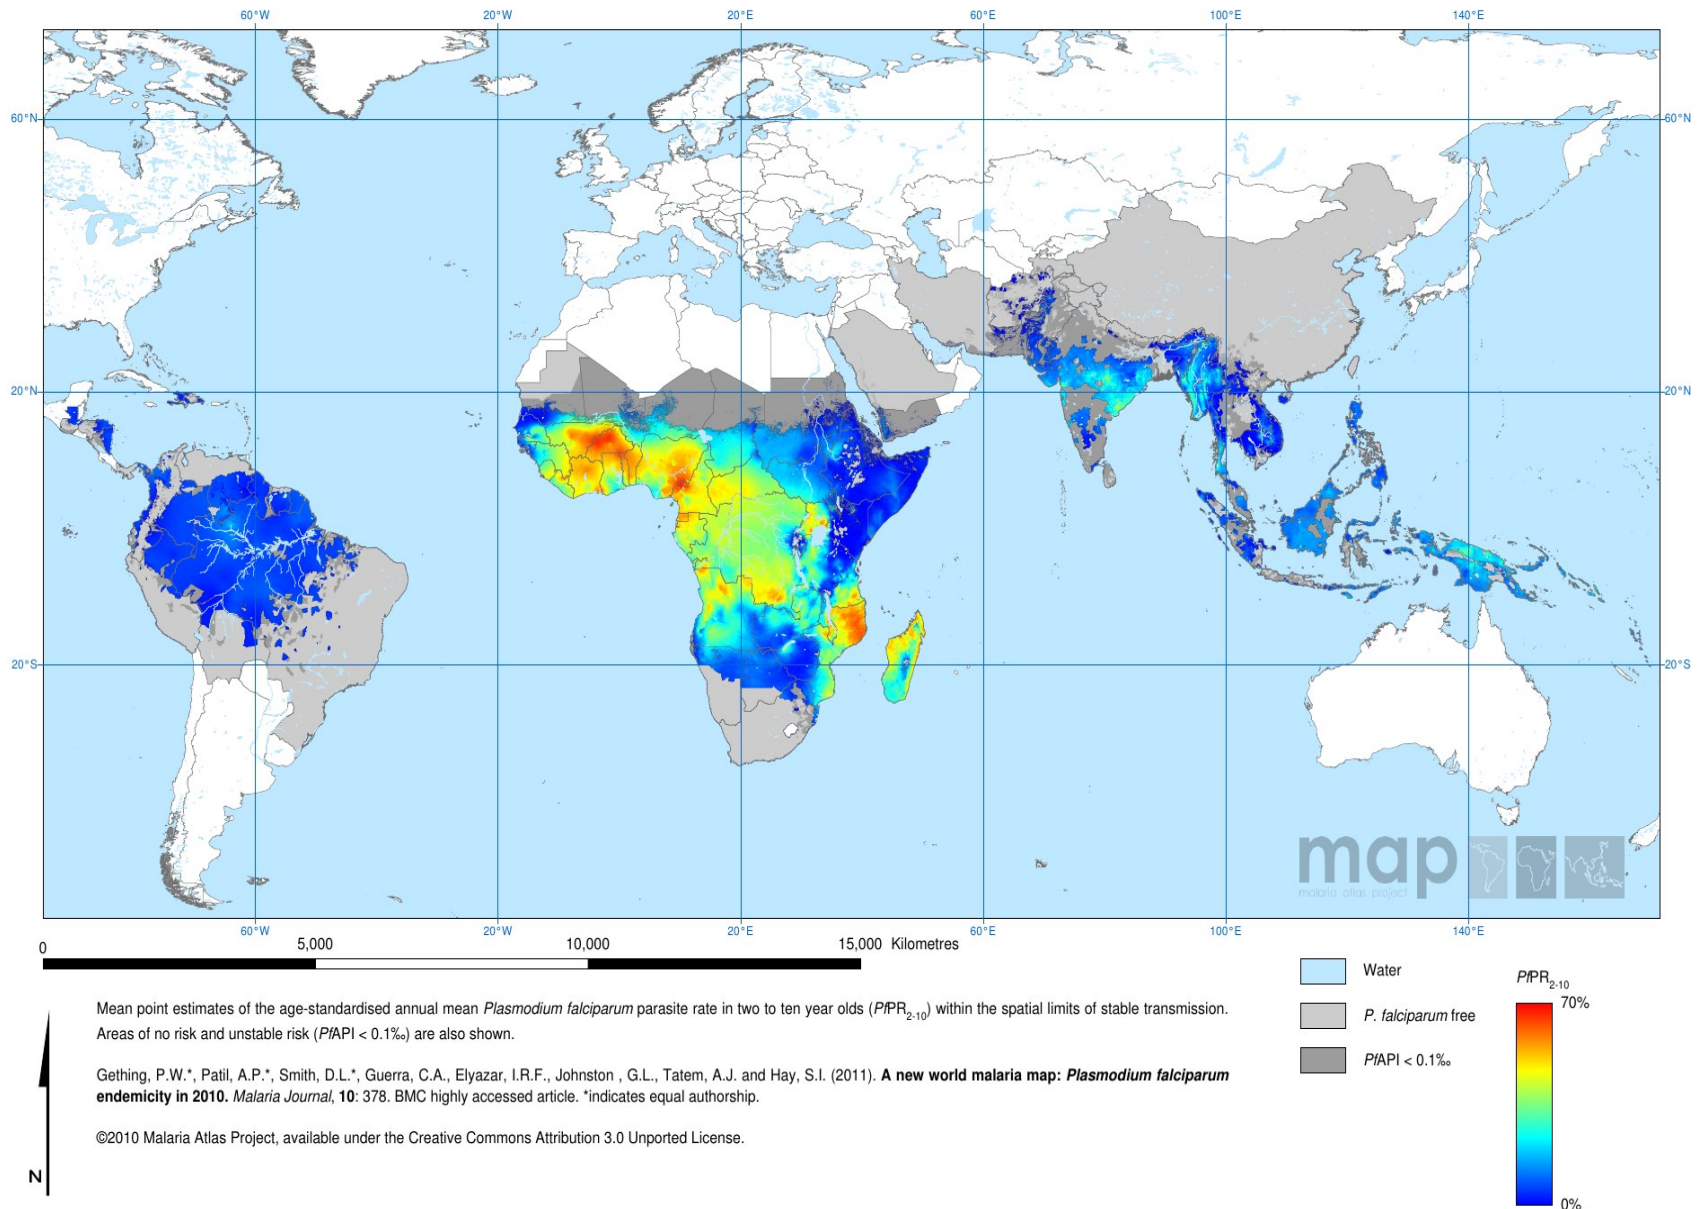 60°W 20°W 20°E 60°E 100°E 140°E
60°N 60°N
20°N 20°N
20°S 20°S
map
malaria atlas project
60°W 20°W 20°E 60°E 100°E 140°E
0 5,000 10,000 15,000 Kilometres
Water
P. falciparum free
PfAPI < 0.1‰
PfPR2-10
70%
0%
Mean point estimates of the age-standardised annual mean Plasmodium falciparum parasite rate in two to ten year olds (PfPR2-10) within the spatial limits of stable transmission.
Areas of no risk and unstable risk (PfAPI < 0.1‰) are also shown.
Gething, P.W.*, Patil, A.P.*, Smith, D.L.*, Guerra, C.A., Elyazar, I.R.F., Johnston , G.L., Tatem, A.J. and Hay, S.I. (2011). A new world malaria map: Plasmodium falciparum
endemicity in 2010. Malaria Journal, 10: 378. BMC highly accessed article. *indicates equal authorship.
©2010 Malaria Atlas Project, available under the Creative Commons Attribution 3.0 Unported License.
N